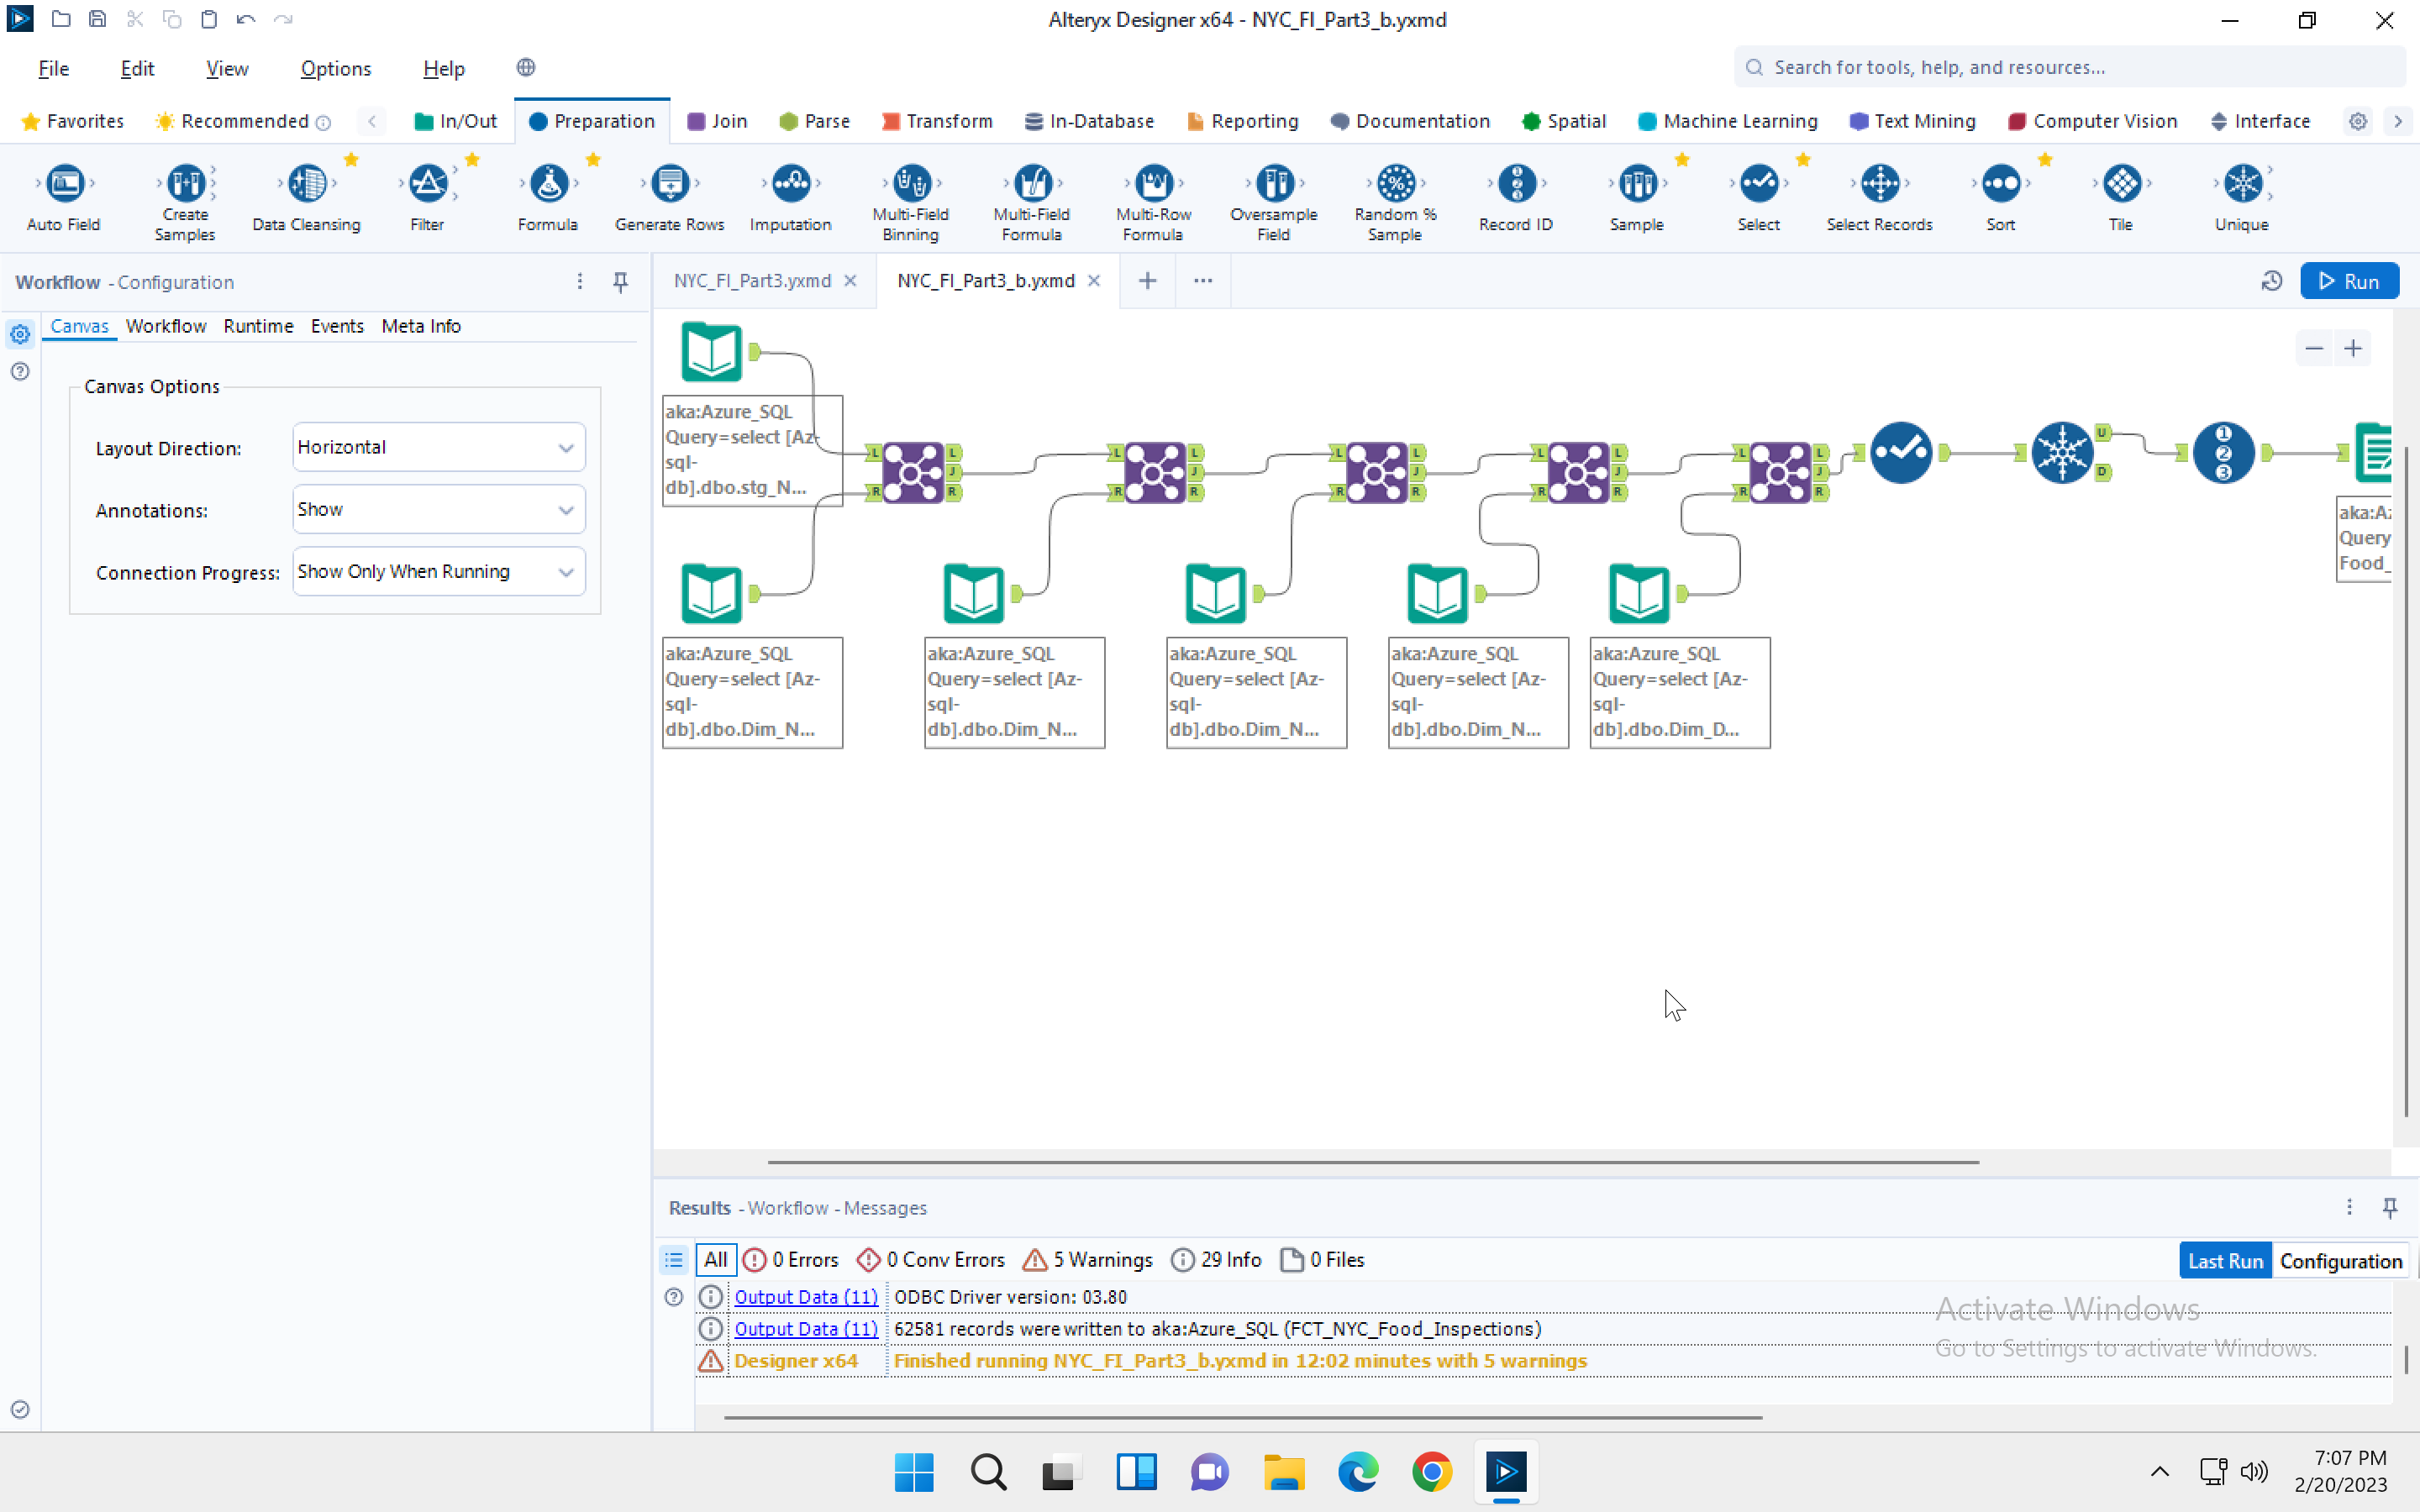 Alteryx Designer x64 - NYC_FI_Part3_b.yxmd
File Edit View Options Help
Search for tools, help, and resources...
Favorites Recommended In/Out Preparation Join Parse Transform In-Database Reporting Documentation Spatial Machine Learning Text Mining Computer Vision Interface
Auto Field
Create
Samples
Data Cleansing
Filter
Formula
Generate Rows
Imputation
Multi-Field
Binning
Multi-Field
Formula
Multi-Row
Formula
Oversample
Field
Random %
Sample
Record ID
Sample
Select
Select Records
Sort
Tile
Unique
Workflow - Configuration
NYC_FI_Part3.yxmd
NYC_FI_Part3_b.yxmd
Run
Canvas Workflow Runtime Events Meta Info
Canvas Options
Layout Direction: Horizontal
Annotations: Show
Connection Progress: Show Only When Running
aka:Azure_SQL
Query=select [Az-
sql-
db].dbo.stg_N...
L R L J R
L R L J R
L R L J R
L R L J R
L R L J R
U D
1
2
3
aka:Az
Query
Food_
aka:Azure_SQL
Query=select [Az-
sql-
db].dbo.Dim_N...
aka:Azure_SQL
Query=select [Az-
sql-
db].dbo.Dim_N...
aka:Azure_SQL
Query=select [Az-
sql-
db].dbo.Dim_N...
aka:Azure_SQL
Query=select [Az-
sql-
db].dbo.Dim_N...
aka:Azure_SQL
Query=select [Az-
sql-
db].dbo.Dim_D...
Results - Workflow - Messages
All 0 Errors 0 Conv Errors 5 Warnings 29 Info 0 Files
Last Run Configuration
Output Data (11) ODBC Driver version: 03.80
Output Data (11) 62581 records were written to aka:Azure_SQL (FCT_NYC_Food_Inspections)
Designer x64 Finished running NYC_FI_Part3_b.yxmd in 12:02 minutes with 5 warnings
Activate Windows
Go to Settings to activate Windows.
7:07 PM
2/20/2023